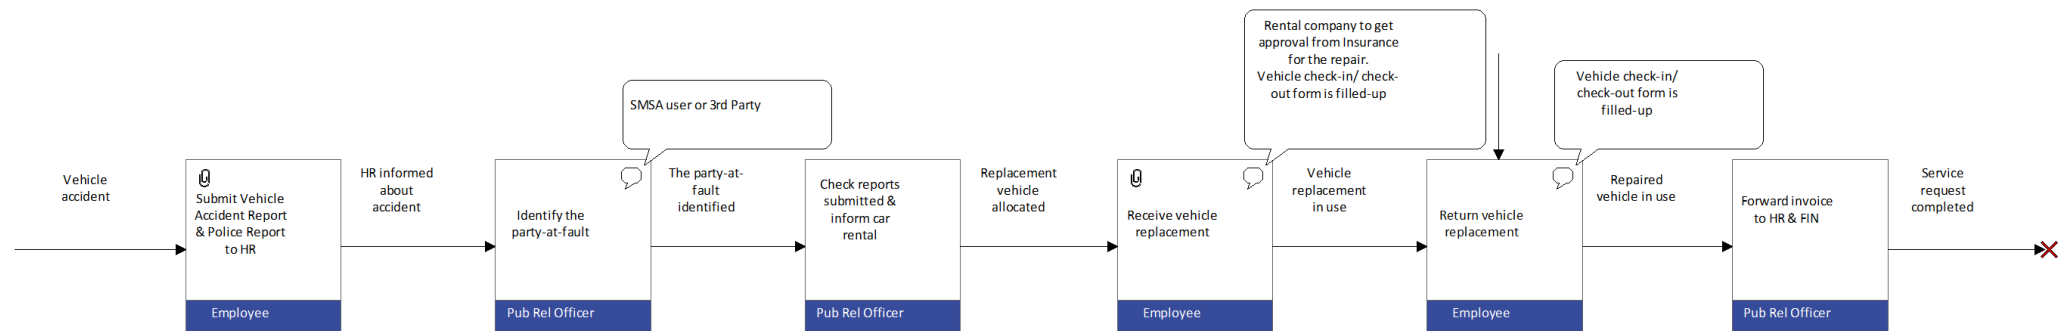 Vehicle
accident
Submit Vehicle
Accident Report
& Police Report
to HR
Employee
HR informed
about
accident
Identify the
party-at-fault
Pub Rel Officer
SMSA user or 3rd Party
The party-at-
fault
identified
Check reports
submitted &
inform car
rental
Pub Rel Officer
Replacement
vehicle
allocated
Receive vehicle
replacement
Employee
Rental company to get
approval from Insurance
for the repair.
Vehicle check-in/ check-
out form is filled-up
Vehicle
replacement
in use
Return vehicle
replacement
Employee
Vehicle check-in/
check-out form is
filled-up
Repaired
vehicle in use
Forward invoice
to HR & FIN
Pub Rel Officer
Service
request
completed